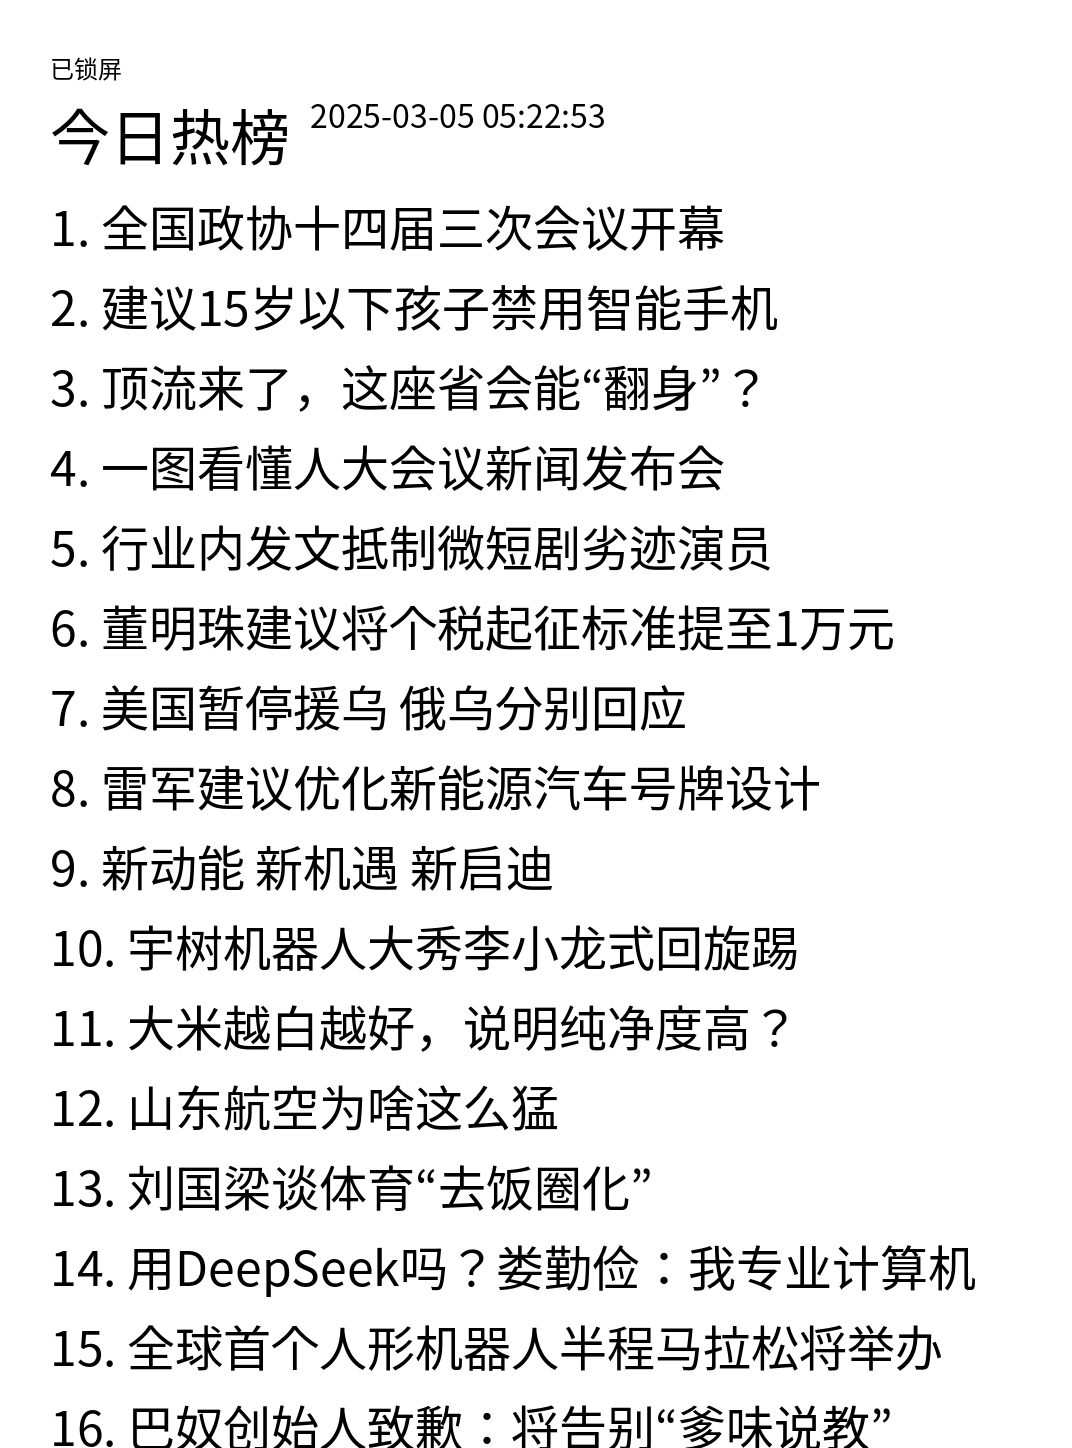 已锁屏
今日热榜 2025-03-05 05:22:53
1. 全国政协十四届三次会议开幕
2. 建议15岁以下孩子禁用智能手机
3. 顶流来了，这座省会能“翻身”？
4. 一图看懂人大会议新闻发布会
5. 行业内发文抵制微短剧劣迹演员
6. 董明珠建议将个税起征标准提至1万元
7. 美国暂停援乌 俄乌分别回应
8. 雷军建议优化新能源汽车号牌设计
9. 新动能 新机遇 新启迪
10. 宇树机器人大秀李小龙式回旋踢
11. 大米越白越好，说明纯净度高？
12. 山东航空为啥这么猛
13. 刘国梁谈体育“去饭圈化”
14. 用DeepSeek吗？娄勤俭：我专业计算机
15. 全球首个人形机器人半程马拉松将举办
16. 巴奴创始人致歉：将告别“爹味说教”